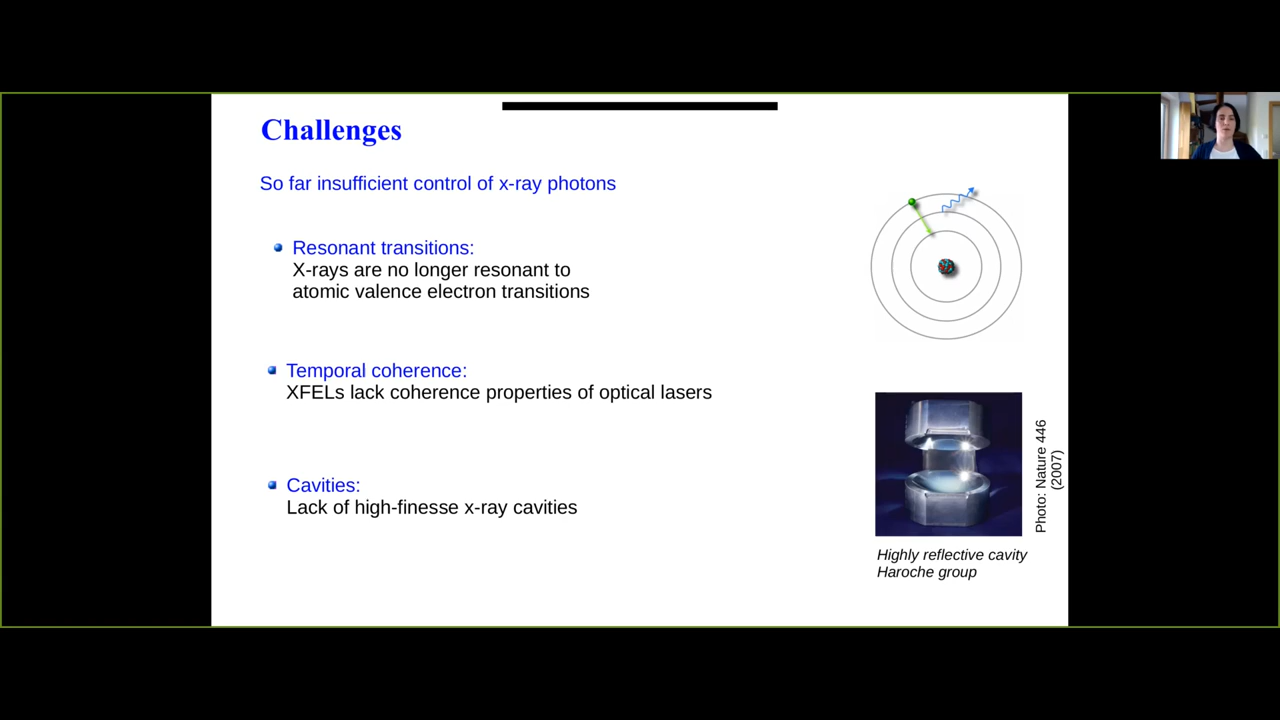 Challenges
So far insufficient control of x-ray photons
Resonant transitions:
X-rays are no longer resonant to
atomic valence electron transitions
Temporal coherence:
XFELs lack coherence properties of optical lasers
Cavities:
Lack of high-finesse x-ray cavities
Photo: Nature 446
(2007)
Highly reflective cavity
Haroche group